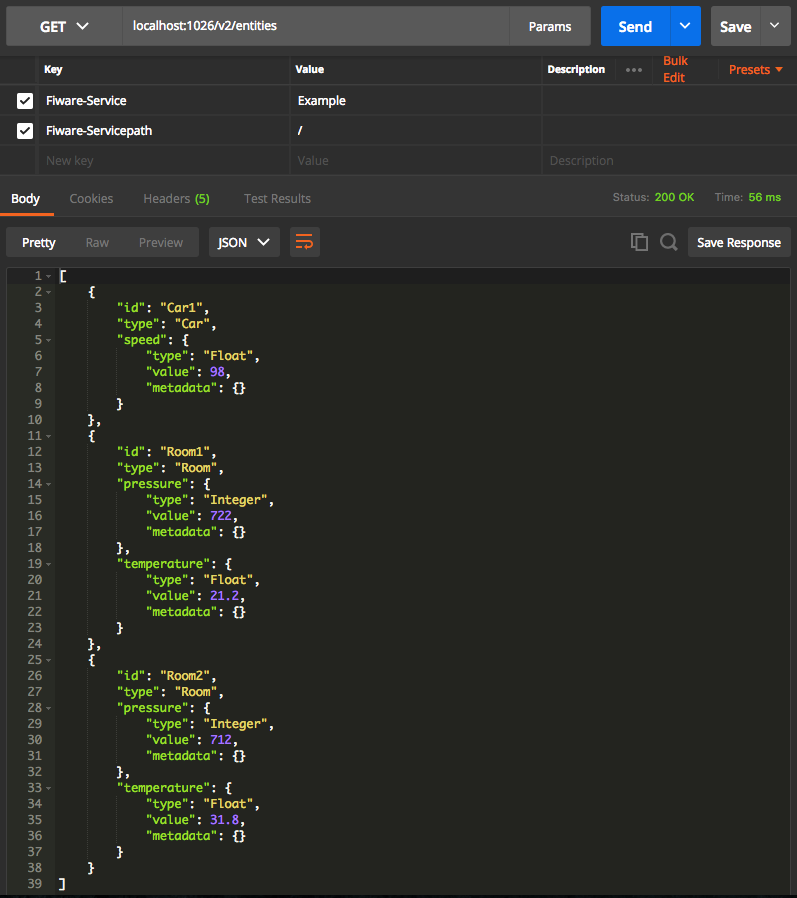 GET localhost:1026/v2/entities Params Send Save
Key Value Description ••• Bulk Edit Presets
Fiware-Service Example
Fiware-Servicepath /
New key Value Description
Body Cookies Headers (5) Test Results Status: 200 OK Time: 56 ms
Pretty Raw Preview JSON Save Response
1 [
2 {
3 "id": "Car1",
4 "type": "Car",
5 "speed": {
6 "type": "Float",
7 "value": 98,
8 "metadata": {}
9 }
10 },
11 {
12 "id": "Room1",
13 "type": "Room",
14 "pressure": {
15 "type": "Integer",
16 "value": 722,
17 "metadata": {}
18 },
19 "temperature": {
20 "type": "Float",
21 "value": 21.2,
22 "metadata": {}
23 }
24 },
25 {
26 "id": "Room2",
27 "type": "Room",
28 "pressure": {
29 "type": "Integer",
30 "value": 712,
31 "metadata": {}
32 },
33 "temperature": {
34 "type": "Float",
35 "value": 31.8,
36 "metadata": {}
37 }
38 }
39 ]